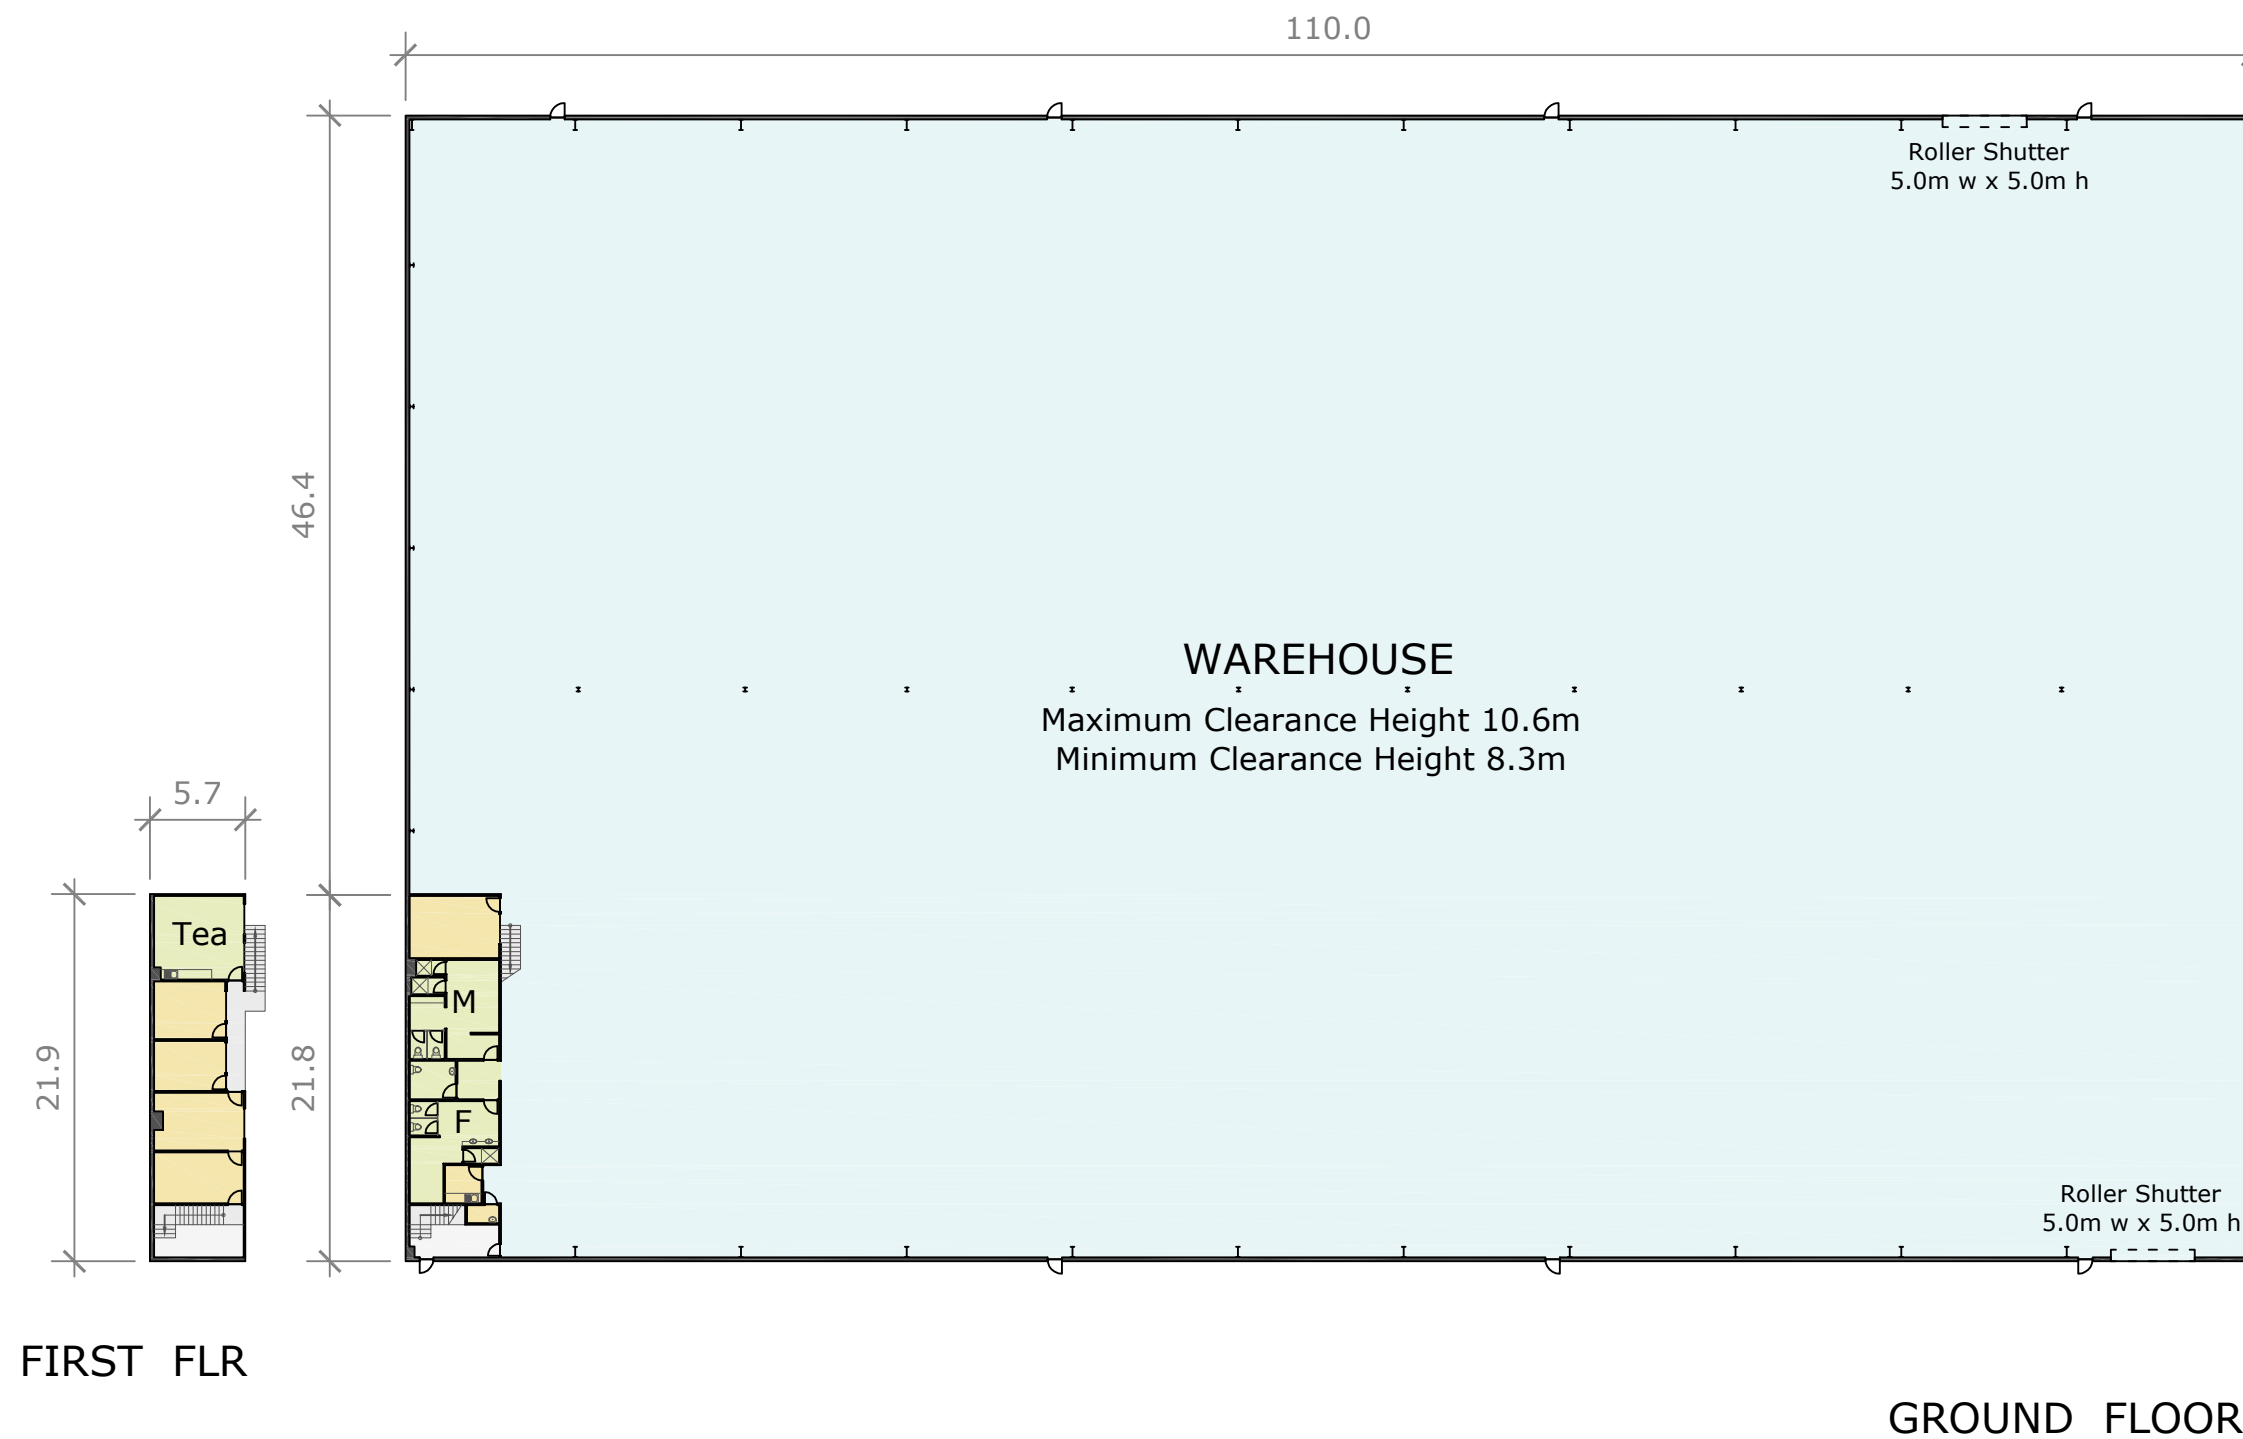 110.0
Roller Shutter
5.0m w x 5.0m h
46.4
WAREHOUSE
Maximum Clearance Height 10.6m
Minimum Clearance Height 8.3m
5.7
Tea
M
21.9
21.8
F
Roller Shutter
5.0m w x 5.0m h
FIRST FLR
GROUND FLOOR